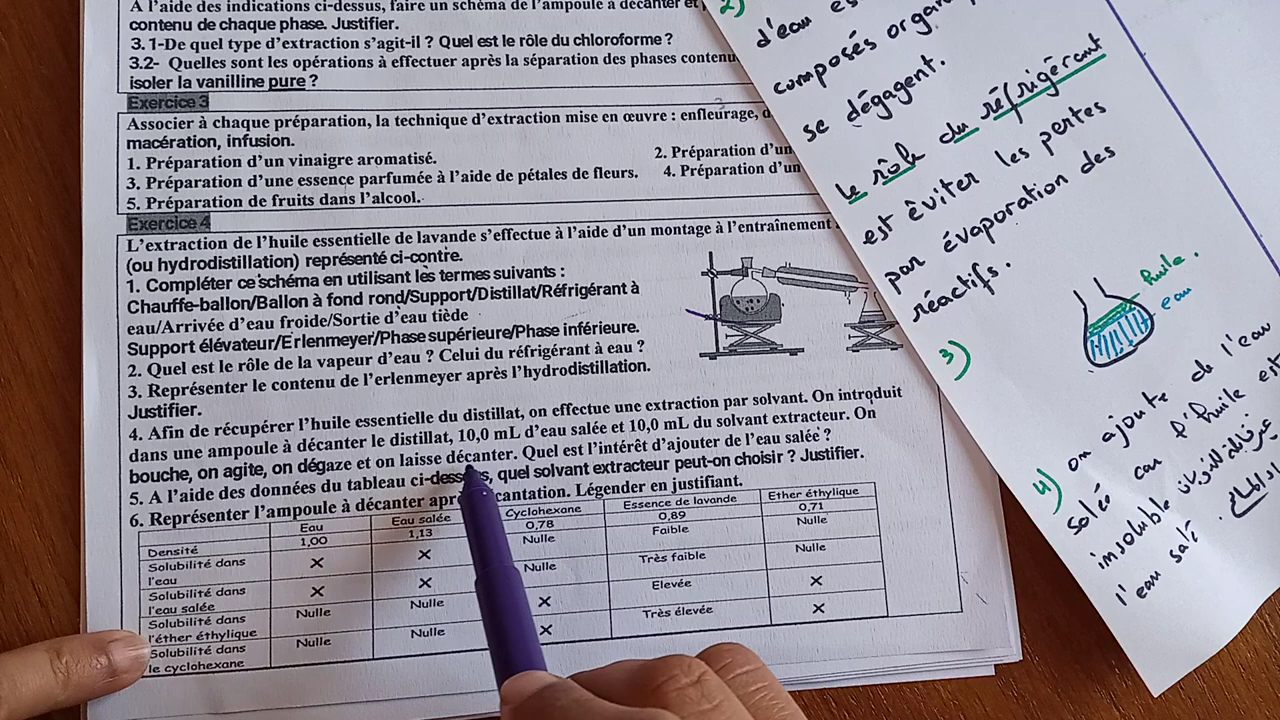 A l'aide des indications ci-dessus, faire un schéma de l'ampoule à décanter et
contenu de chaque phase. Justifier.
3. 1-De quel type d'extraction s'agit-il ? Quel est le rôle du chloroforme ?
3.2- Quelles sont les opérations à effectuer après la séparation des phases contenu
isoler la vanilline pure ?
Exercice 3
Associer à chaque préparation, la technique d'extraction mise en œuvre : enfleurage, d
macération, infusion.
1. Préparation d'un vinaigre aromatisé.
2. Préparation d'un
3. Préparation d'une essence parfumée à l'aide de pétales de fleurs.
4. Préparation d'un
5. Préparation de fruits dans l'alcool.
Exercice 4
L'extraction de l'huile essentielle de lavande s'effectue à l'aide d'un montage à l'entraînement
(ou hydrodistillation) représenté ci-contre.
1. Compléter ce schéma en utilisant les termes suivants :
Chauffe-ballon/Ballon à fond rond/Support/Distillat/Réfrigérant à
eau/Arrivée d'eau froide/Sortie d'eau tiède
Support élévateur/Erlenmeyer/Phase supérieure/Phase inférieure.
2. Quel est le rôle de la vapeur d'eau ? Celui du réfrigérant à eau ?
3. Représenter le contenu de l'erlenmeyer après l'hydrodistillation.
Justifier.
4. Afin de récupérer l'huile essentielle du distillat, on effectue une extraction par solvant. On introduit
dans une ampoule à décanter le distillat, 10,0 mL d'eau salée et 10,0 mL du solvant extracteur. On
bouche, on agite, on dégaze et on laisse décanter. Quel est l'intérêt d'ajouter de l'eau salée ?
5. A l'aide des données du tableau ci-dessus, quel solvant extracteur peut-on choisir ? Justifier.
6. Représenter l'ampoule à décanter apr cantation. Légender en justifiant.
Eau Eau salée Cyclohexane Essence de lavande Ether éthylique
Densité 1,00 1,13 0,78 0,89 0,71
Solubilité dans l'eau X X Nulle Faible Nulle
Solubilité dans l'eau salée X X Nulle Très faible Nulle
Solubilité dans l'éther éthylique Nulle Nulle X Elevée X
Solubilité dans le cyclohexane Nulle Nulle X Très élevée X
2)
d'eau es
composés organ
se dégagent.
Le rôle du réfrigérant
est éviter les pertes
par évaporation des
réactifs.
3)
huile.
eau
4) on ajoute de l'eau
Salée car l'huile est
insoluble
l'eau salé.